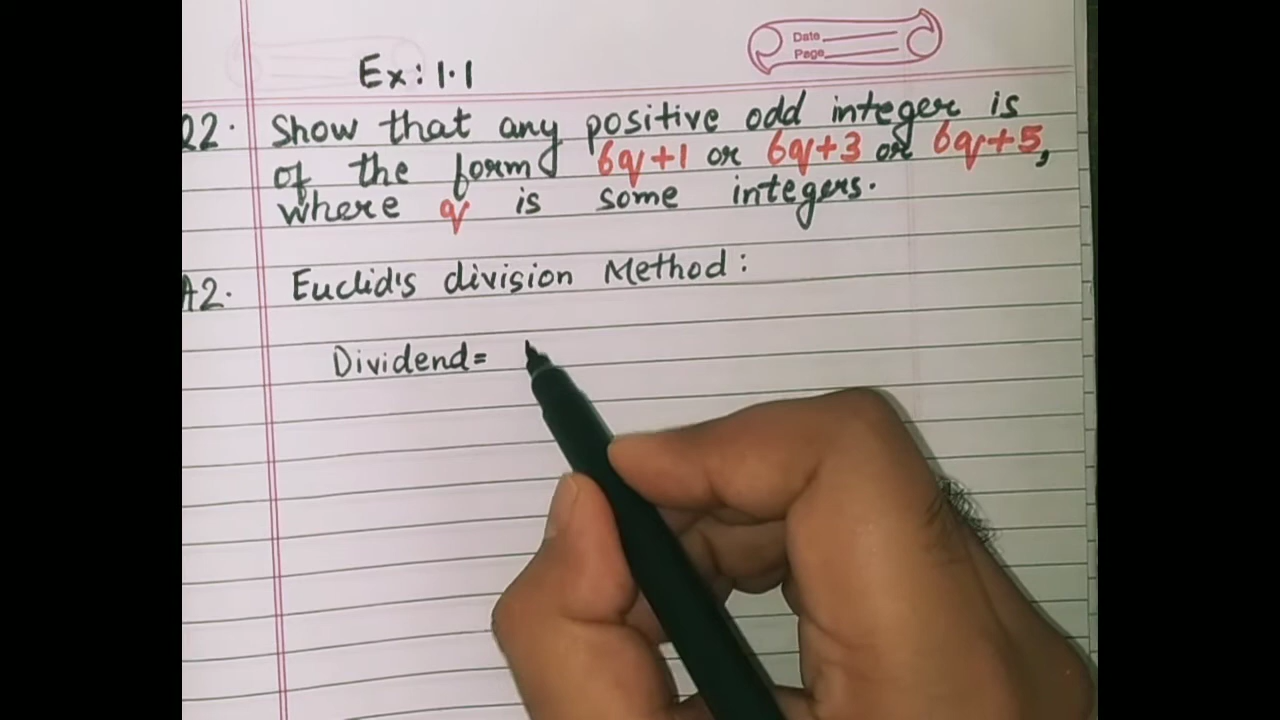 Date
Page
Ex: 1.1
Q2. Show that any positive odd integer is
of the form 6q+1 or 6q+3 or 6q+5,
where q is some integers.
A2. Euclid's division Method:
Dividend=